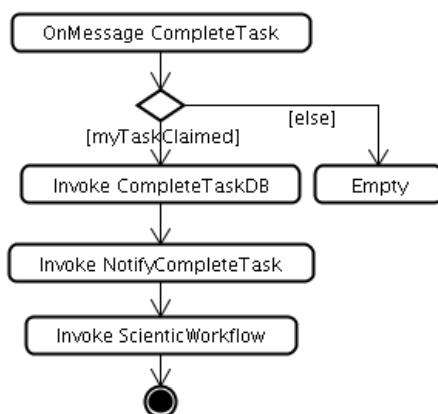 OnMessage CompleteTask
[else]
[myTaskClaimed]
Invoke CompleteTaskDB
Empty
Invoke NotifyCompleteTask
Invoke ScienticWorkflow